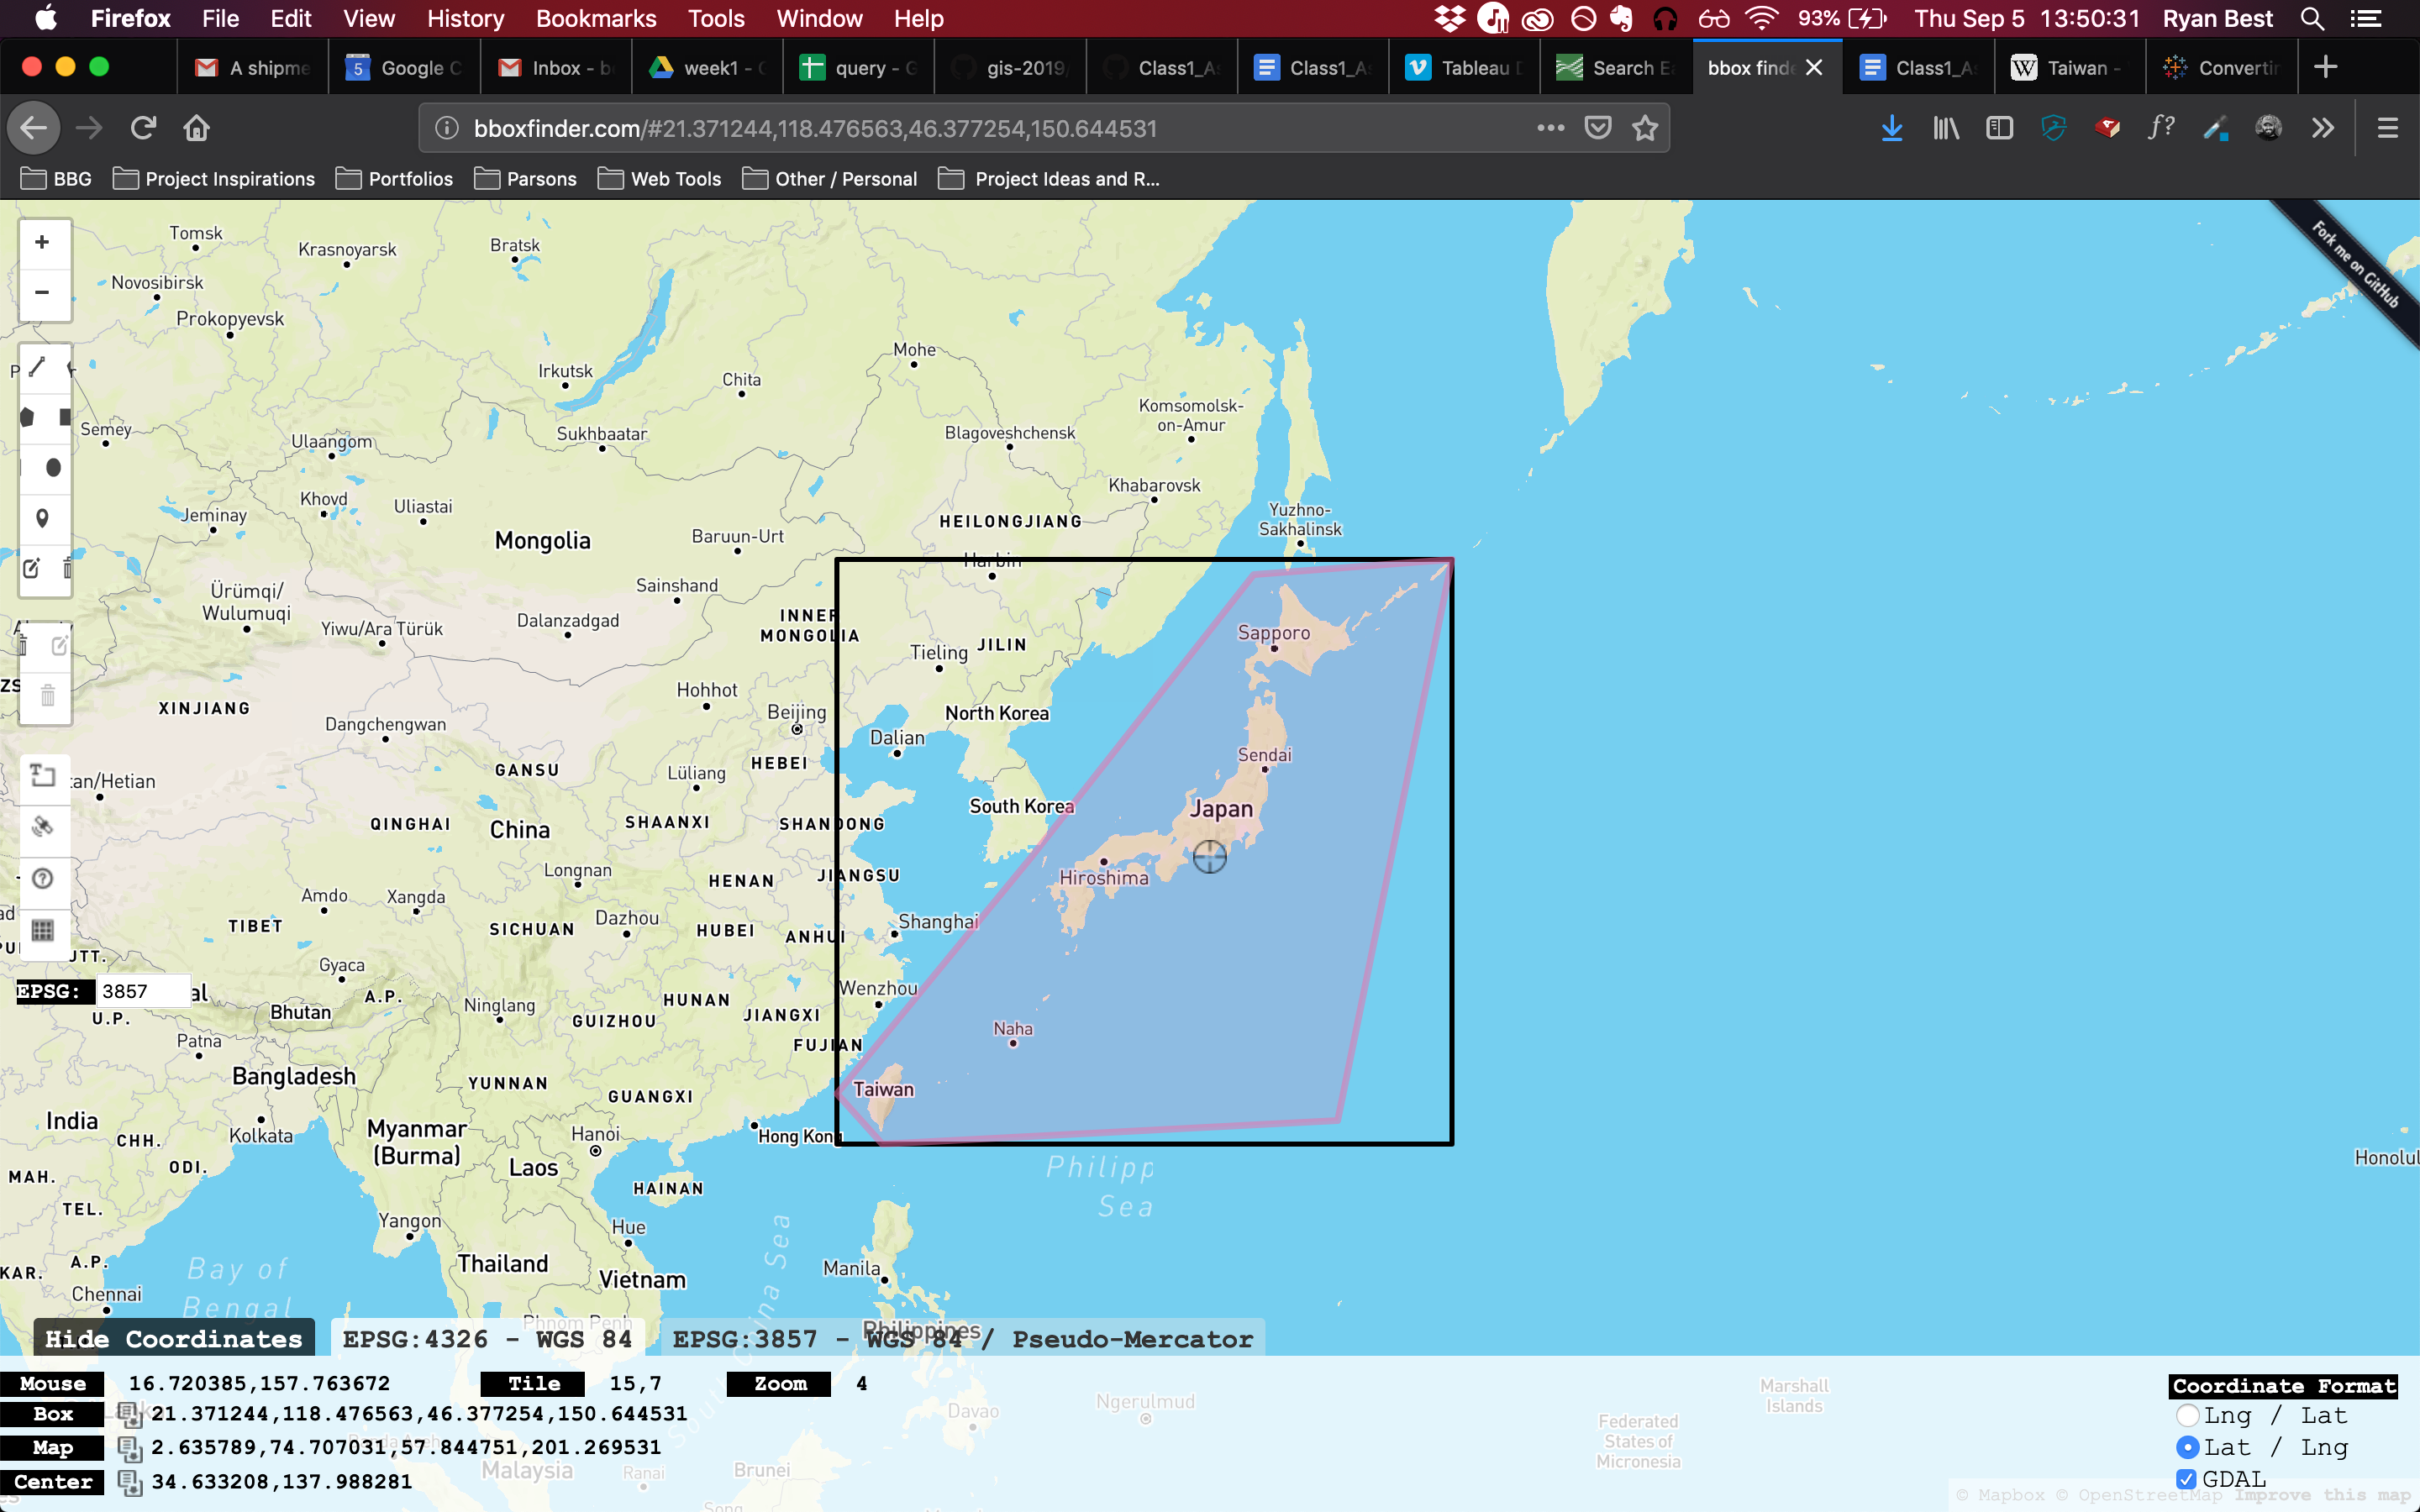 Firefox File Edit View History Bookmarks Tools Window Help 93% Thu Sep 5 13:50:31 Ryan Best
A shipme Google C Inbox - b week1 - query - G gis-2019/ Class1_As Class1_As Tableau D Search Ea bbox finde Class1_As Taiwan - Convertin
bboxfinder.com/#21.371244,118.476563,46.377254,150.644531
BBG Project Inspirations Portfolios Parsons Web Tools Other / Personal Project Ideas and R...
Fork me on GitHub
Tomsk
Krasnoyarsk
Bratsk
Novosibirsk
Prokopyevsk
Mohe
Irkutsk
Chita
Komsomolsk-
on-Amur
Semey
Ulaangom
Sukhbaatar
Blagoveshchensk
Khabarovsk
Khovd
Uliastai
Jeminay
HEILONGJIANG
Yuzhno-
Sakhalinsk
Mongolia
Baruun-Urt
Harbin
Ürümqi/
Wulumuqi
Sainshand
INNER
MONGOLIA
Yiwu/Ara Türük
Dalanzadgad
Sapporo
Tieling
JILIN
Hohhot
XINJIANG
Beijing
North Korea
Dangchengwan
Dalian
Sendai
HEBEI
GANSU
Lüliang
tan/Hetian
South Korea
Japan
QINGHAI
China
SHAANXI
SHANDONG
Longnan
HENAN
JIANGSU
Hiroshima
Amdo
Xangda
Dazhou
Shanghai
TIBET
SICHUAN
HUBEI
ANHUI
Gyaca
Wenzhou
EPSG: 3857
A.P.
Ninglang
HUNAN
U.P.
Bhutan
GUIZHOU
JIANGXI
Naha
Patna
FUJIAN
Bangladesh
YUNNAN
GUANGXI
Taiwan
India
CHH.
Kolkata
Myanmar
(Burma)
Hanoi
Hong Kong
ODI.
Laos
Philipp
Sea
Honolul
MAH.
HAINAN
TEL.
Yangon
Hue
A.P.
KAR.
Bay of
Bengal
Thailand
Vietnam
Manila
Chennai
China Sea
Phnom Penh
Philippines
Hide Coordinates EPSG:4326 - WGS 84 EPSG:3857 - WGS 84 / Pseudo-Mercator
Mouse 16.720385,157.763672 Tile 15,7 Zoom 4
Box 21.371244,118.476563,46.377254,150.644531
Map 2.635789,74.707031,57.844751,201.269531
Center 34.633208,137.988281
Malaysia
Ranai
Brunei
Davao
Ngerulmud
Federated
States of
Micronesia
Marshall
Islands
Coordinate Format
Lng / Lat
Lat / Lng
GDAL
© Mapbox © OpenStreetMap Improve this map